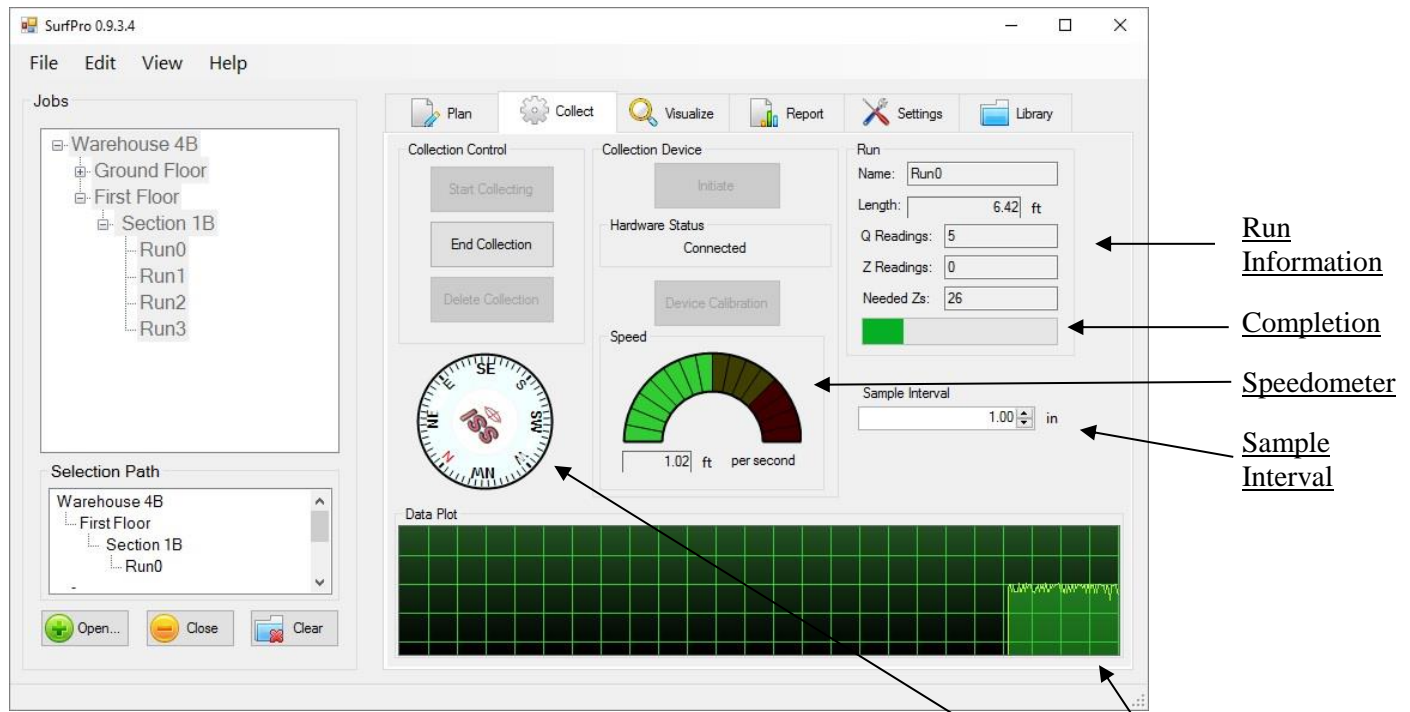 SurfPro 0.9.3.4
File Edit View Help
Jobs
Warehouse 4B
Ground Floor
First Floor
Section 1B
Run0
Run1
Run2
Run3
Selection Path
Warehouse 4B
First Floor
Section 1B
Run0
Open... Close Clear
Plan Collect Visualize Report Settings Library
Collection Control
Start Collecting
End Collection
Delete Collection
Collection Device
Initiate
Hardware Status
Connected
Device Calibration
Speed
1.02 ft per second
Run
Name: Run0
Length: 6.42 ft
Q Readings: 5
Z Readings: 0
Needed Zs: 26
Sample Interval
1.00 in
SE
S
SW
W
NW
N
NE
E
SSI
Data Plot
Run
Information
Completion
Speedometer
Sample
Interval